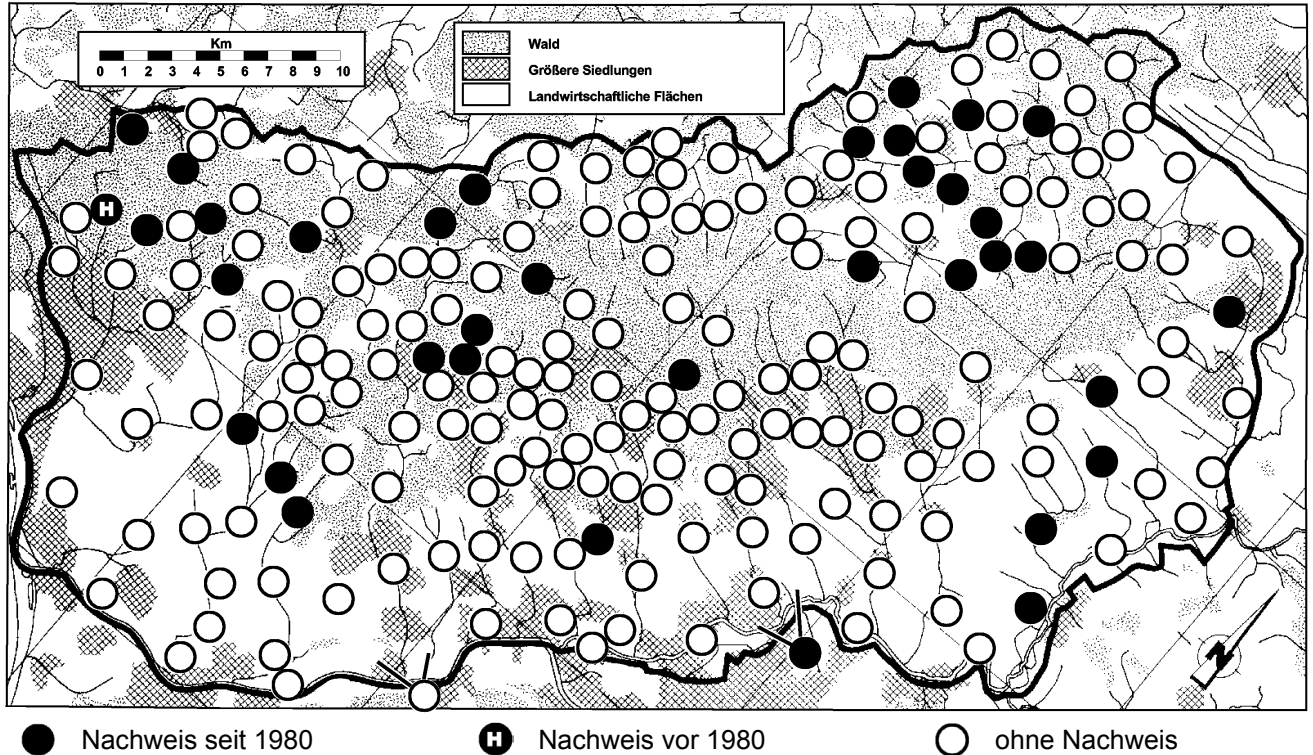 Km
0 1 2 3 4 5 6 7 8 9 10
Wald
Größere Siedlungen
Landwirtschaftliche Flächen
H
N
Nachweis seit 1980
H Nachweis vor 1980
ohne Nachweis